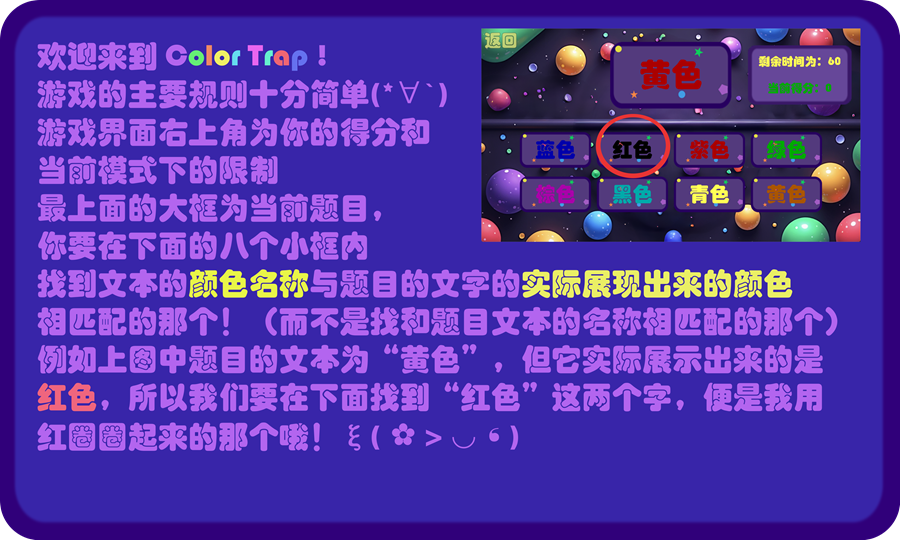 欢迎来到 Color Trap！
游戏的主要规则十分简单(*´∀`)
游戏界面右上角为你的得分和
当前模式下的限制
最上面的大框为当前题目，
你要在下面的八个小框内
找到文本的颜色名称与题目的文字的实际展现出来的颜色
相匹配的那个！（而不是找和题目文本的名称相匹配的那个）
例如上图中题目的文本为“黄色”，但它实际展示出来的是
红色，所以我们要在下面找到“红色”这两个字，便是我用
红圈圈起来的那个哦！ξ( ✿ > ◡ ❛ )
返回
黄色
剩余时间为：60
当前得分：0
蓝色 红色 紫色 绿色
棕色 黑色 青色 黄色